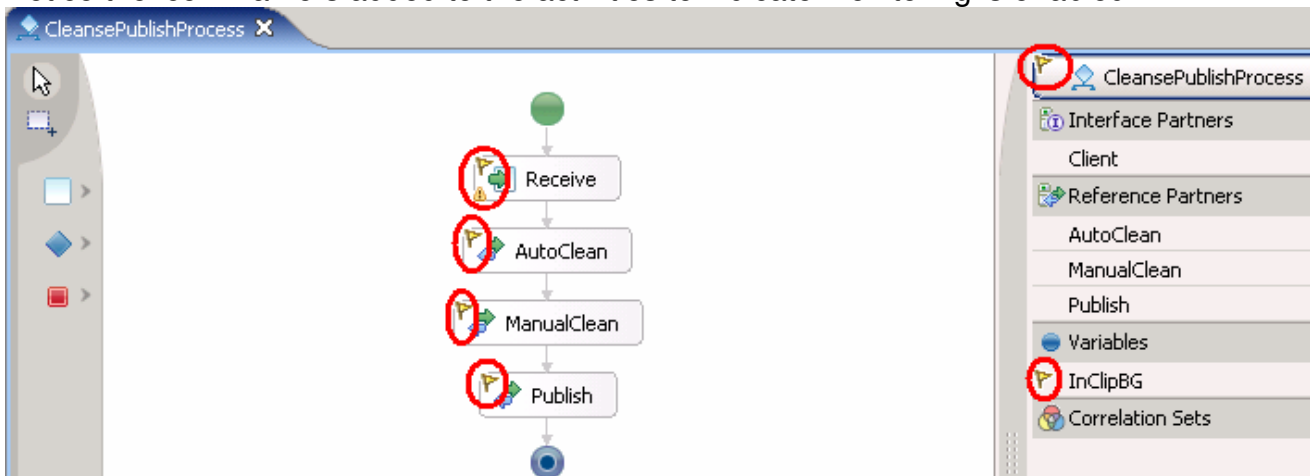 CleansePublishProcess
CleansePublishProcess
Interface Partners
Client
Reference Partners
AutoClean
ManualClean
Publish
Variables
InClipBG
Correlation Sets
Receive
AutoClean
ManualClean
Publish